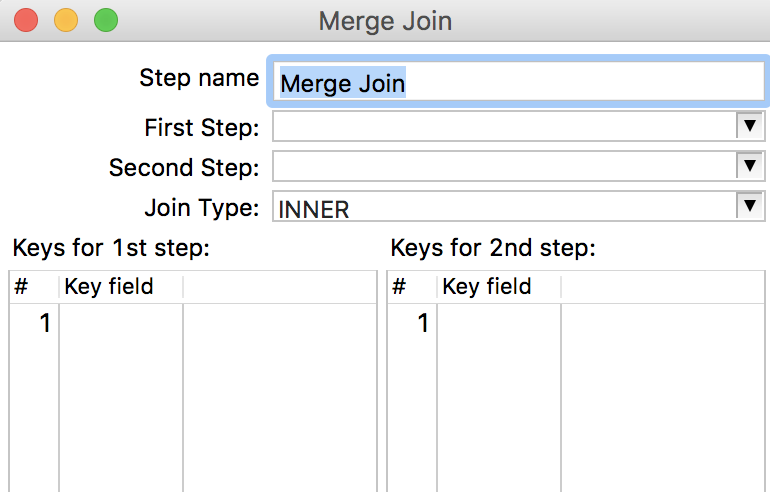 Merge Join
Step name Merge Join
First Step:
Second Step:
Join Type: INNER
Keys for 1st step: Keys for 2nd step:
# Key field # Key field
1 1